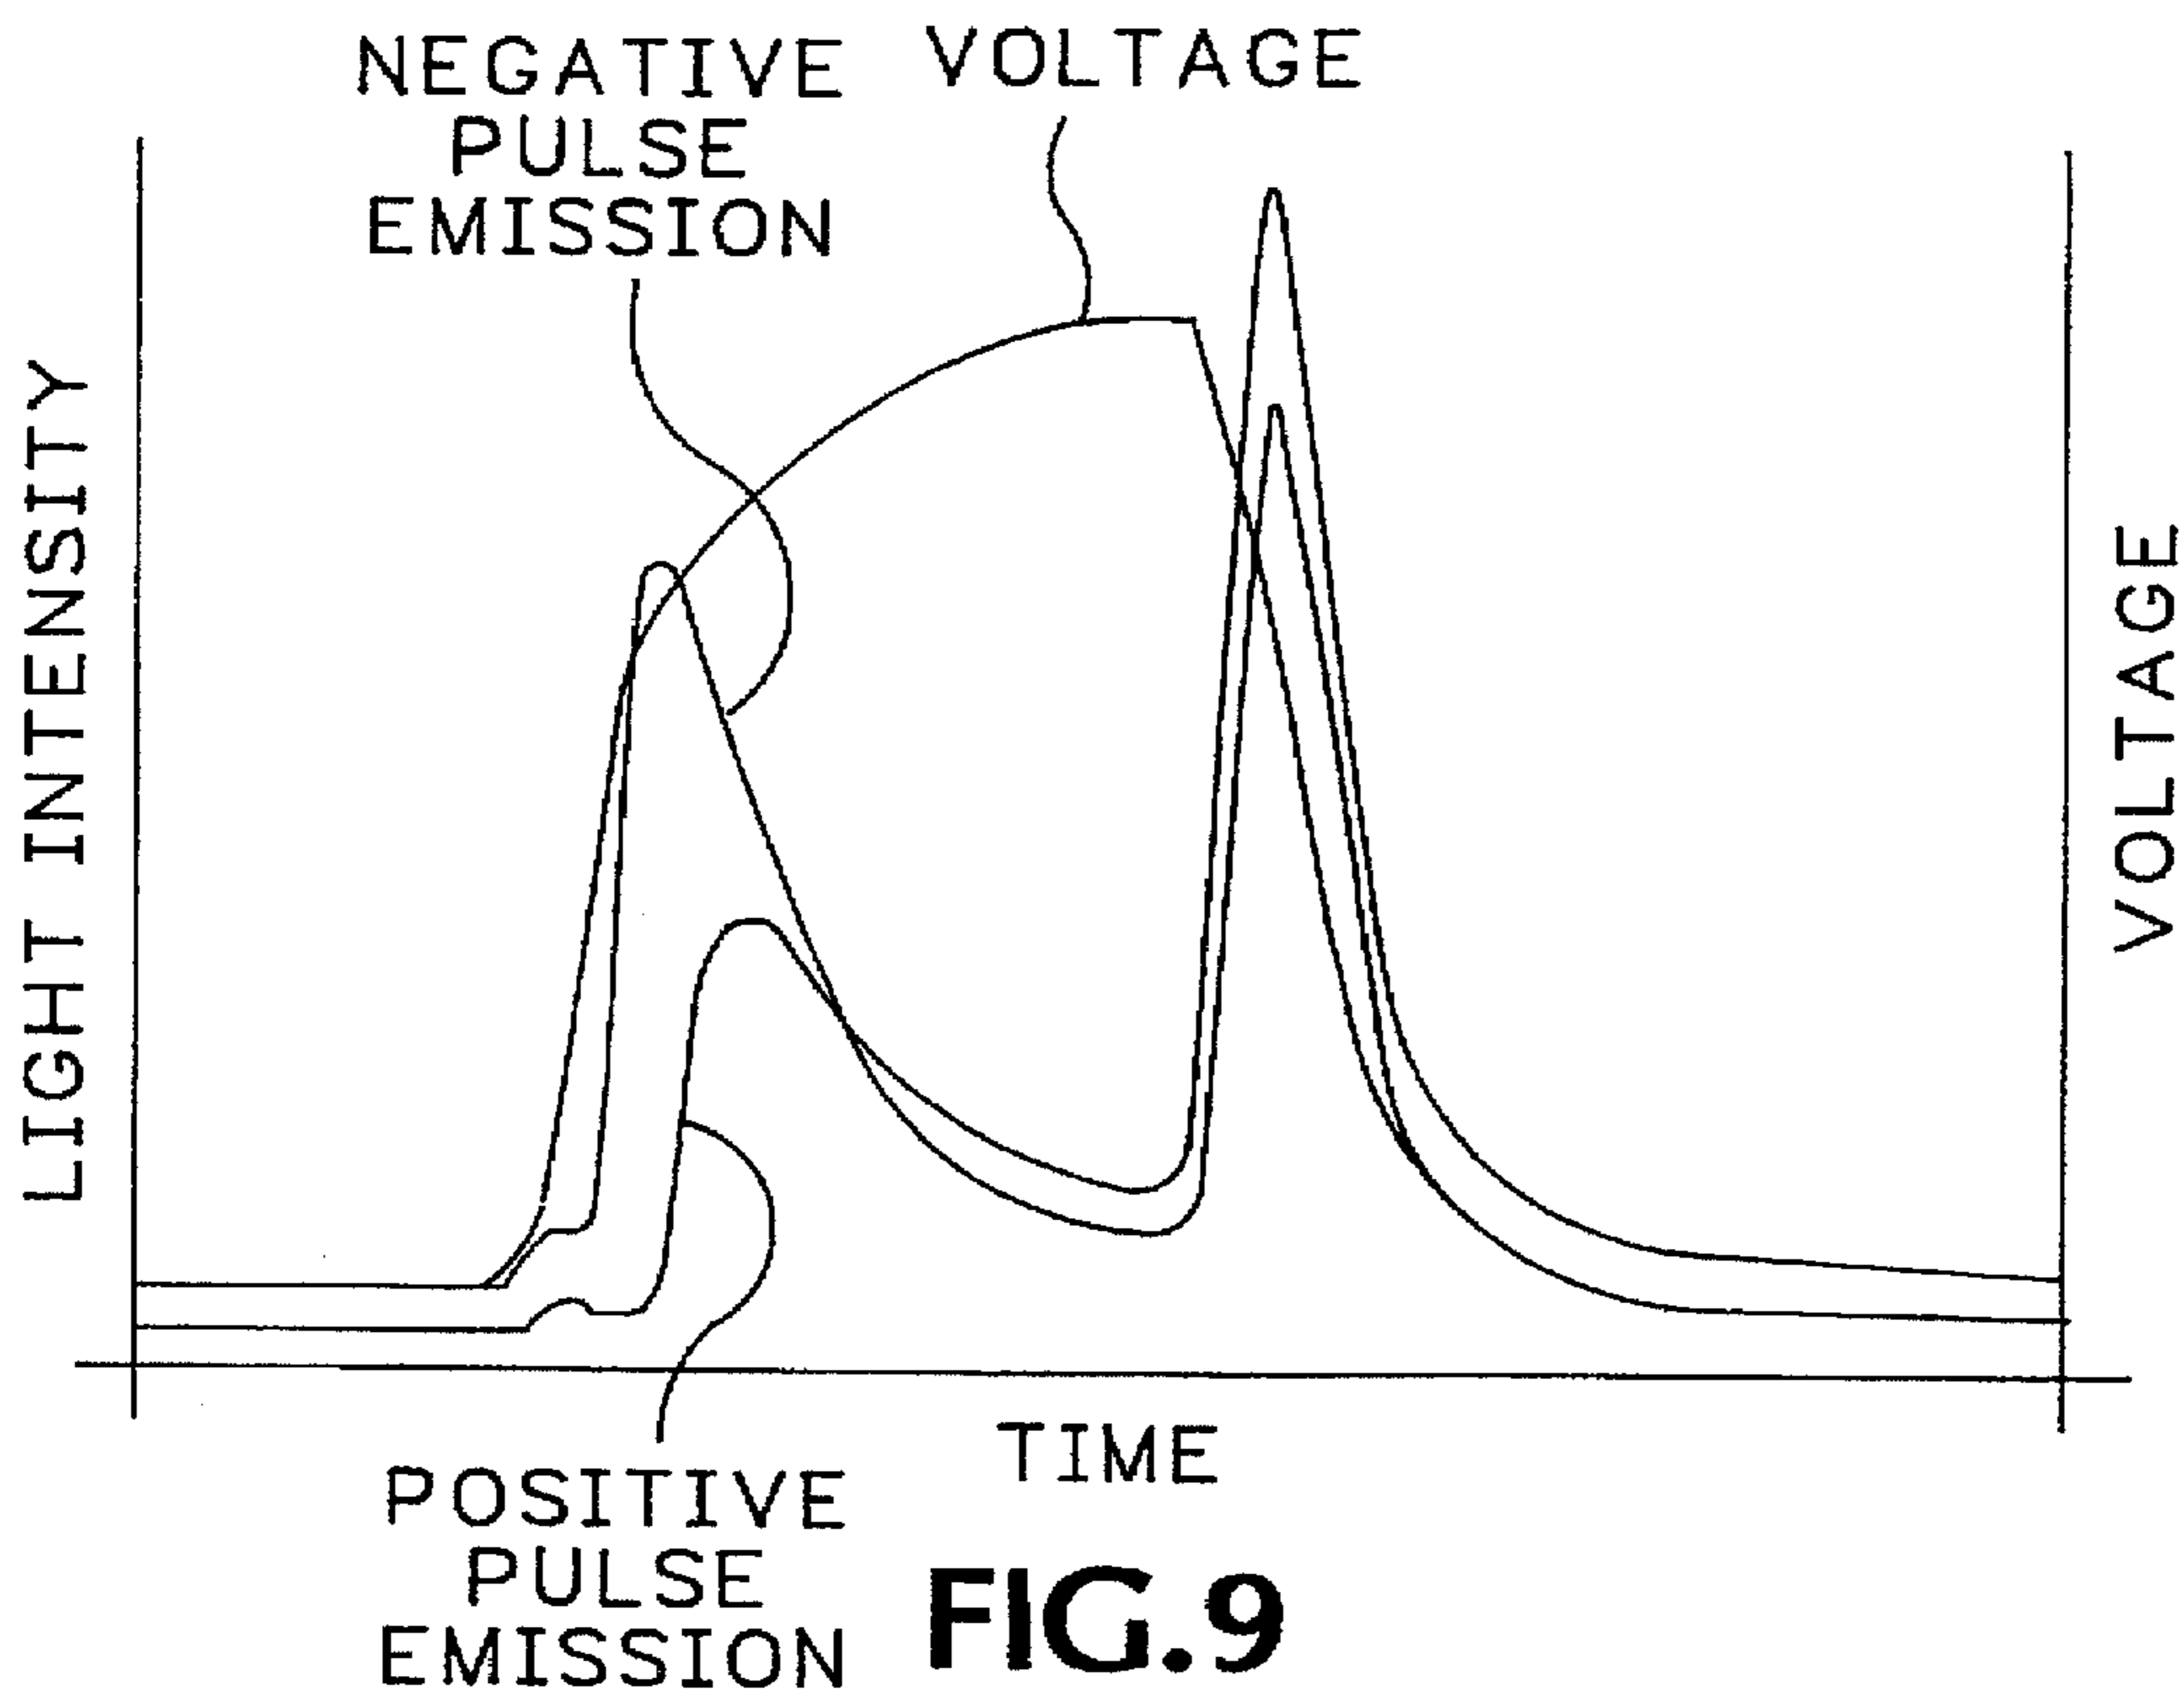 NEGATIVE
PULSE
EMISSION
VOLTAGE
LIGHT INTENSITY
VOLTAGE
TIME
POSITIVE
PULSE
EMISSION
FIG.9